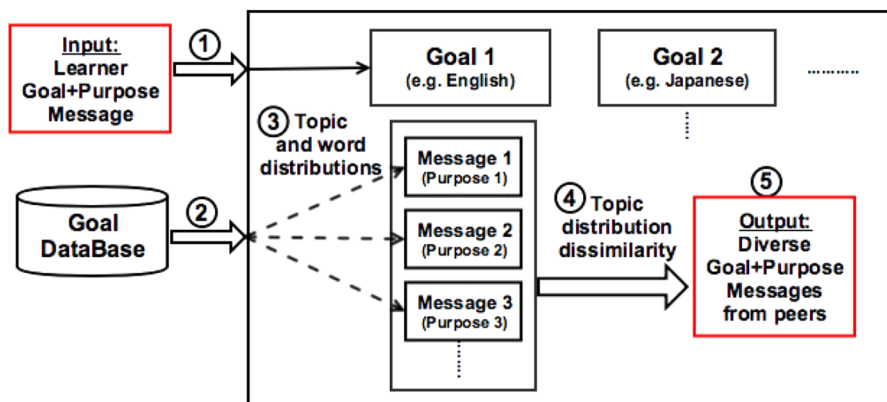 Input:
Learner
Goal+Purpose
Message
①
Goal 1
(e.g. English)
Goal 2
(e.g. Japanese)
...........
③ Topic
and word
distributions
Goal
DataBase
②
Message 1
(Purpose 1)
Message 2
(Purpose 2)
Message 3
(Purpose 3)
④ Topic
distribution
dissimilarity
⑤
Output:
Diverse
Goal+Purpose
Messages
from peers